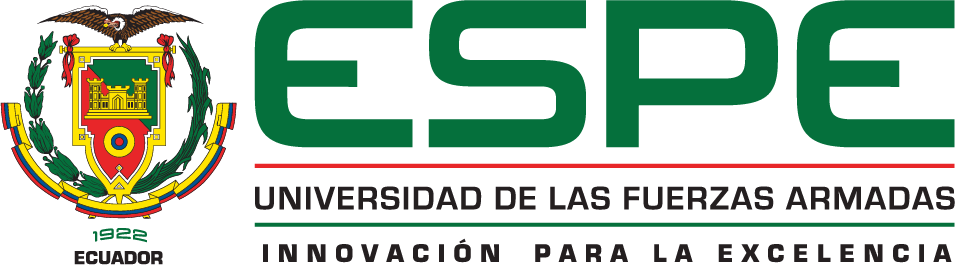 ESPE
UNIVERSIDAD DE LAS FUERZAS ARMADAS
INNOVACIÓN PARA LA EXCELENCIA
1922
ECUADOR